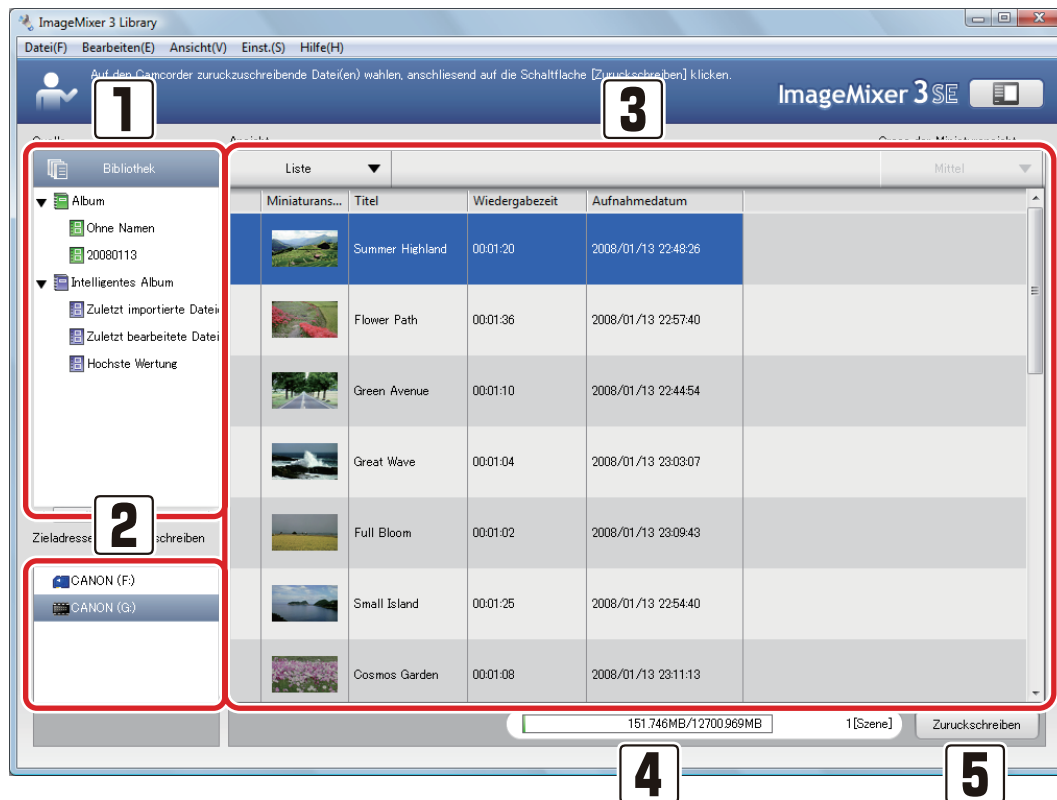 ImageMixer 3 Library
Datei(F) Bearbeiten(E) Ansicht(V) Einst.(S) Hilfe(H)
Auf den Camcorder zuruckzuschreibende Datei(en) wahlen, anschliesend auf die Schaltflache [Zuruckschreiben] klicken.
ImageMixer 3 SE
1
3
Bibliothek
Liste
Mittel
Album
Ohne Namen
20080113
Intelligentes Album
Zuletzt importierte Datei
Zuletzt bearbeitete Datei
Hochste Wertung
Miniaturans... Titel Wiedergabezeit Aufnahmedatum
Summer Highland 00:01:20 2008/01/13 22:48:26
Flower Path 00:01:36 2008/01/13 22:57:40
Green Avenue 00:01:10 2008/01/13 22:44:54
Great Wave 00:01:04 2008/01/13 23:03:07
Full Bloom 00:01:02 2008/01/13 23:09:43
Small Island 00:01:25 2008/01/13 22:54:40
Cosmos Garden 00:01:08 2008/01/13 23:11:13
2
Zieladresse schreiben
CANON (F:)
CANON (G:)
151.746MB/12700.969MB 1[Szene] Zuruckschreiben
4
5